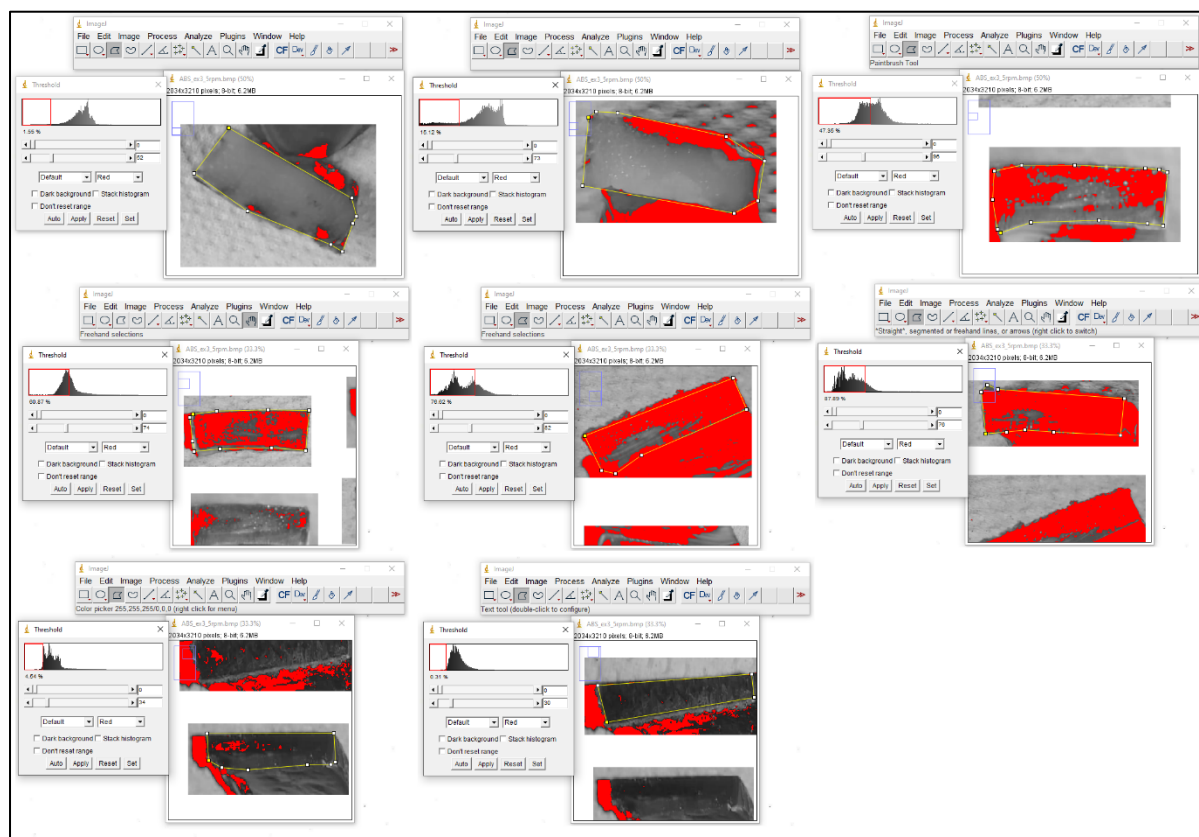 ImageJ
File Edit Image Process Analyze Plugins Window Help
Threshold
1.55 %
0
52
Default Red
Dark background Stack histogram
Don't reset range
Auto Apply Reset Set
ABS_ex3_5rpm.bmp (50%)
2034x3210 pixels; 8-bit; 6.2MB
ImageJ
File Edit Image Process Analyze Plugins Window Help
Threshold
15.12 %
0
73
Default Red
Dark background Stack histogram
Don't reset range
Auto Apply Reset Set
ABS_ex3_5rpm.bmp (50%)
2034x3210 pixels; 8-bit; 6.2MB
ImageJ
File Edit Image Process Analyze Plugins Window Help
Paintbrush Tool
Threshold
0
Default Red
Dark background Stack histogram
Don't reset range
Auto Apply Reset Set
ABS_ex3_5rpm.bmp (50%)
2034x3210 pixels; 8-bit; 6.2MB
ImageJ
File Edit Image Process Analyze Plugins Window Help
Freehand selections
Threshold
0
Default Red
Dark background Stack histogram
Don't reset range
Auto Apply Reset Set
ABS_ex3_5rpm.bmp (33.3%)
2034x3210 pixels; 8-bit; 6.2MB
ImageJ
File Edit Image Process Analyze Plugins Window Help
Freehand selections
Threshold
0
Default Red
Dark background Stack histogram
Don't reset range
Auto Apply Reset Set
ABS_ex3_5rpm.bmp (33.3%)
2034x3210 pixels; 8-bit; 6.2MB
ImageJ
File Edit Image Process Analyze Plugins Window Help
*Straight*, segmented or freehand lines, or arrows (right click to switch)
Threshold
0
Default Red
Dark background Stack histogram
Don't reset range
Auto Apply Reset Set
ABS_ex3_5rpm.bmp (33.3%)
2034x3210 pixels; 8-bit; 6.2MB
ImageJ
File Edit Image Process Analyze Plugins Window Help
Color picker 255,255,255/0,0,0 (right click for menu)
Threshold
0
34
Default Red
Dark background Stack histogram
Don't reset range
Auto Apply Reset Set
ABS_ex3_5rpm.bmp (33.3%)
2034x3210 pixels; 8-bit; 6.2MB
ImageJ
File Edit Image Process Analyze Plugins Window Help
Text tool (double-click to configure)
Threshold
0.31 %
0
30
Default Red
Dark background Stack histogram
Don't reset range
Auto Apply Reset Set
ABS_ex3_5rpm.bmp (33.3%)
2034x3210 pixels; 8-bit; 6.2MB